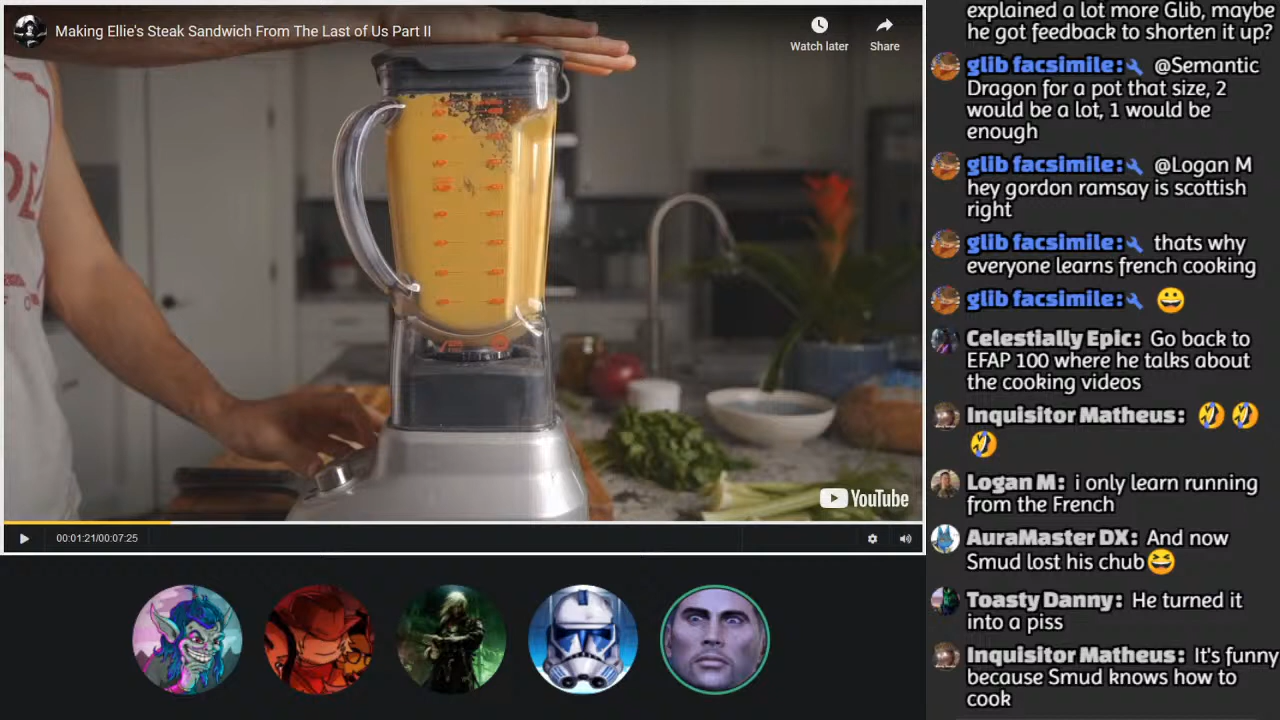 Making Ellie's Steak Sandwich From The Last of Us Part II
Watch later
Share
YouTube
00:01:21/00:07:25
explained a lot more Glib, maybe
he got feedback to shorten it up?
glib facsimile: @Semantic
Dragon for a pot that size, 2
would be a lot, 1 would be
enough
glib facsimile: @Logan M
hey gordon ramsay is scottish
right
glib facsimile: thats why
everyone learns french cooking
glib facsimile: 😀
Celestially Epic: Go back to
EFAP 100 where he talks about
the cooking videos
Inquisitor Matheus: 🤣 🤣
🤣
Logan M: i only learn running
from the French
AuraMaster DX: And now
Smud lost his chub😆
Toasty Danny: He turned it
into a piss
Inquisitor Matheus: It's funny
because Smud knows how to
cook